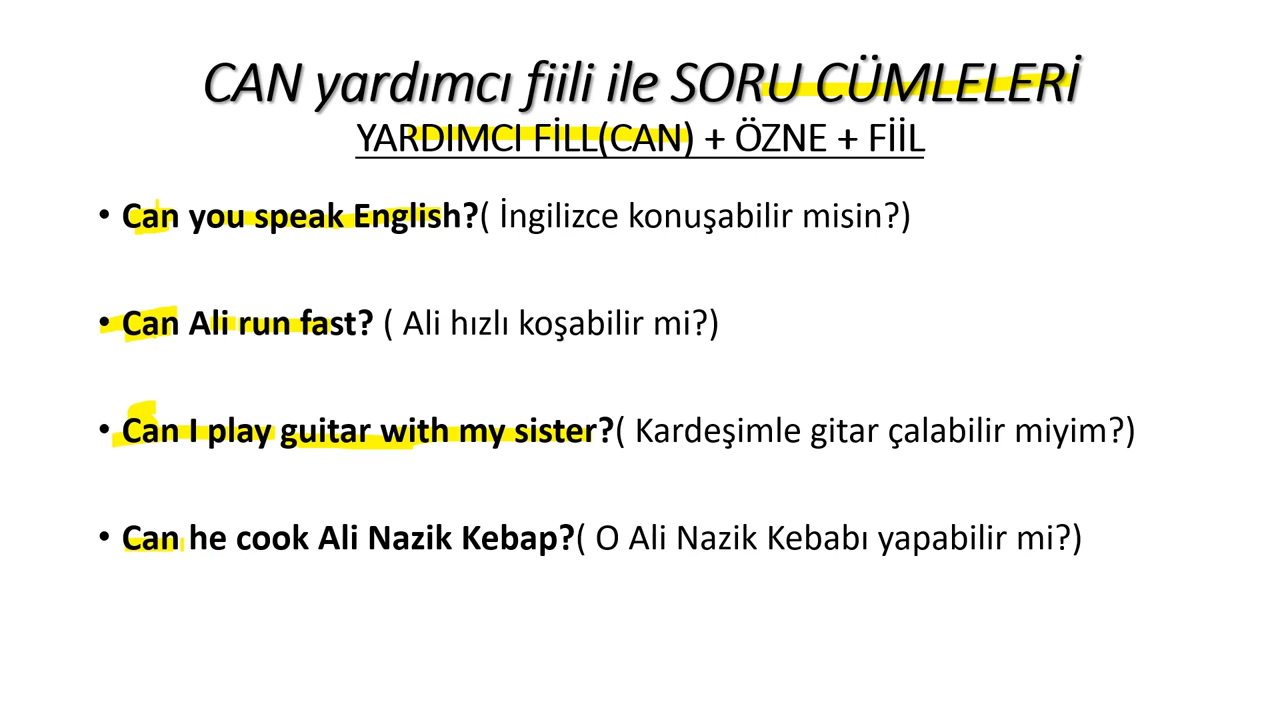 CAN yardımcı fiili ile SORU CÜMLELERİ
YARDIMCI FİLL(CAN) + ÖZNE + FİİL
• Can you speak English?( İngilizce konuşabilir misin?)
• Can Ali run fast? ( Ali hızlı koşabilir mi?)
• Can I play guitar with my sister?( Kardeşimle gitar çalabilir miyim?)
• Can he cook Ali Nazik Kebap?( O Ali Nazik Kebabı yapabilir mi?)